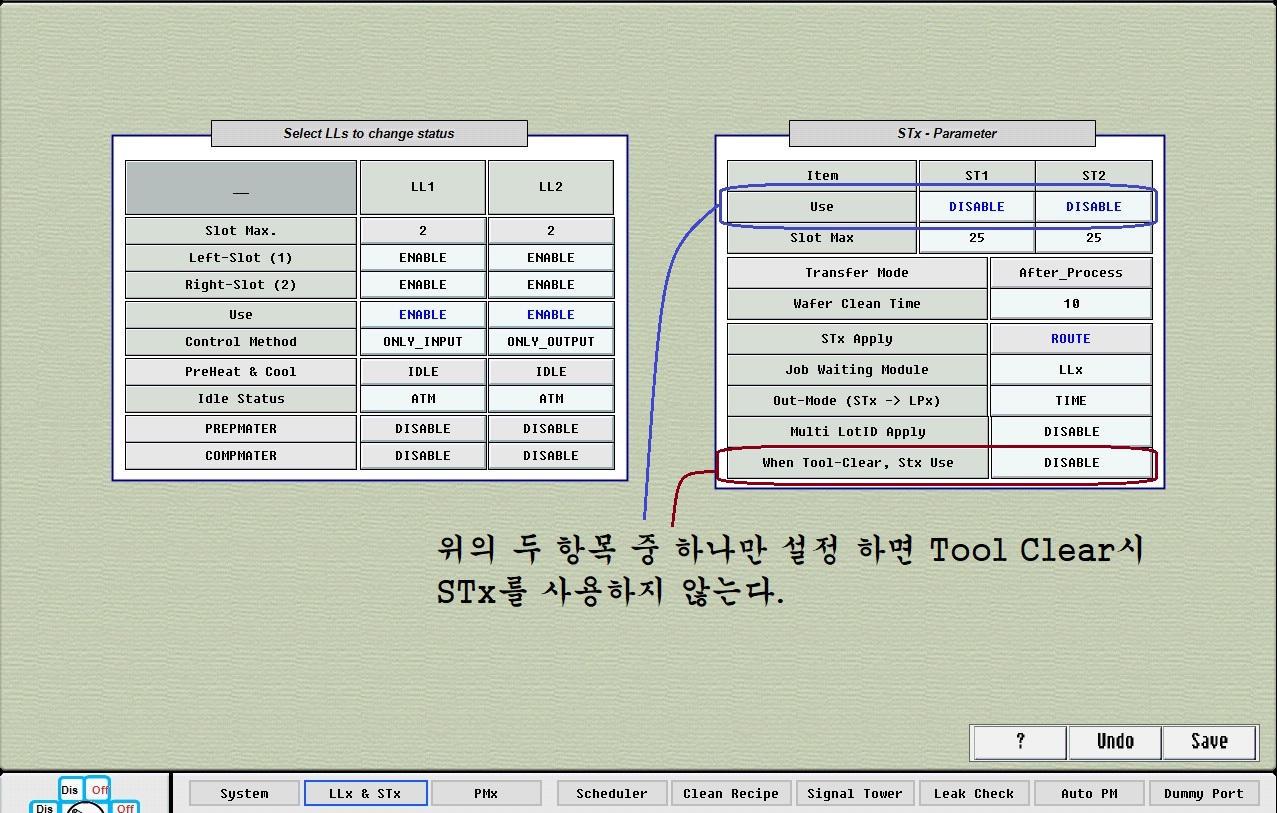 Select LLs to change status
__ LL1 LL2
Slot Max. 2 2
Left-Slot (1) ENABLE ENABLE
Right-Slot (2) ENABLE ENABLE
Use ENABLE ENABLE
Control Method ONLY_INPUT ONLY_OUTPUT
PreHeat & Cool IDLE IDLE
Idle Status ATM ATM
PREPMATER DISABLE DISABLE
COMPMATER DISABLE DISABLE
STx - Parameter
Item ST1 ST2
Use DISABLE DISABLE
Slot Max 25 25
Transfer Mode After_Process
Wafer Clean Time 10
STx Apply ROUTE
Job Waiting Module LLx
Out-Mode (STx -> LPx) TIME
Multi LotID Apply DISABLE
When Tool-Clear, Stx Use DISABLE
위의 두 항목 중 하나만 설정 하면 Tool Clear시
STx를 사용하지 않는다.
? Undo Save
Dis Off
Dis Off
System LLx & STx PMx Scheduler Clean Recipe Signal Tower Leak Check Auto PM Dummy Port